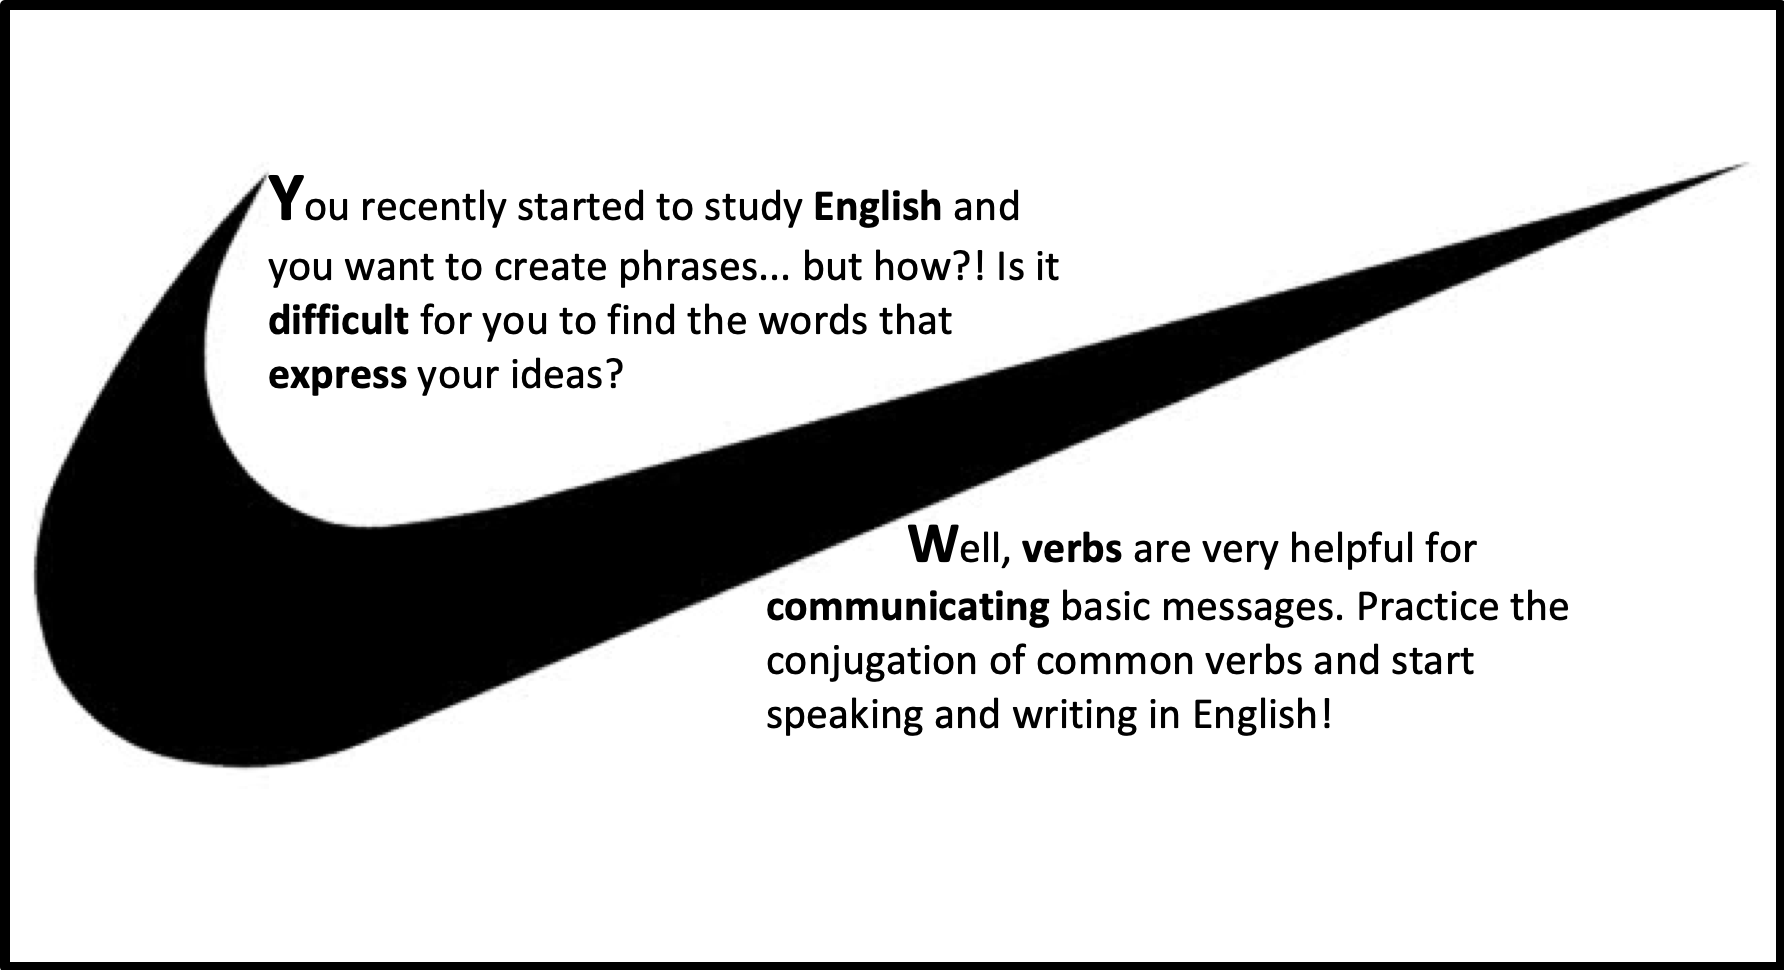 You recently started to study English and
you want to create phrases... but how?! Is it
difficult for you to find the words that
express your ideas?
Well, verbs are very helpful for
communicating basic messages. Practice the
conjugation of common verbs and start
speaking and writing in English!